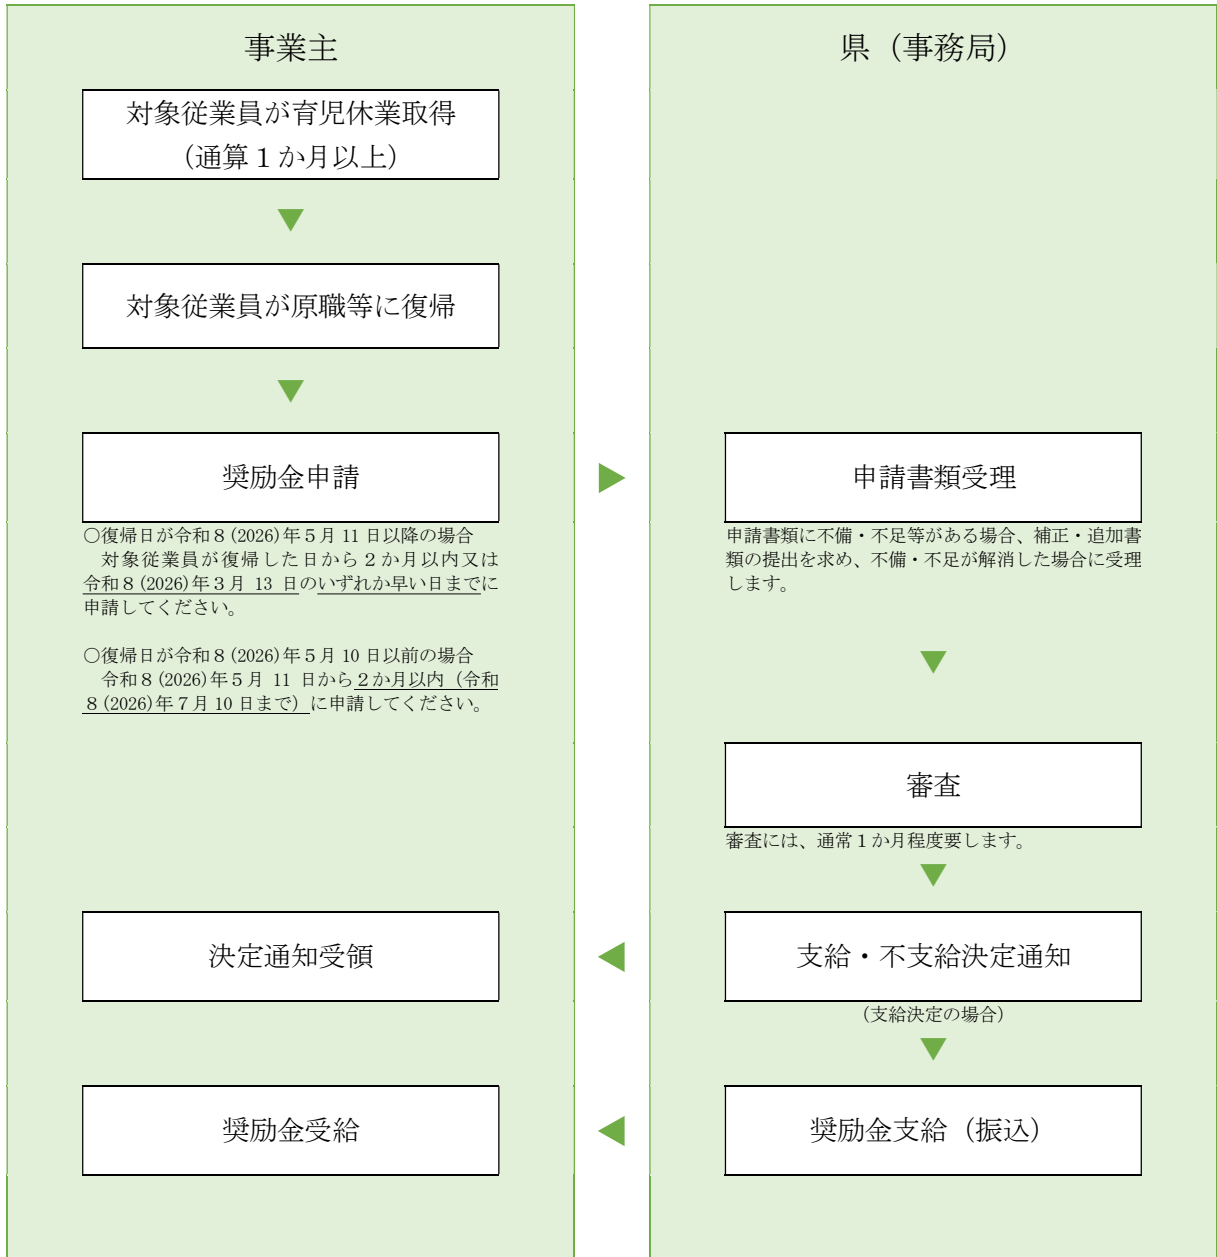 事業主
対象従業員が育児休業取得
（通算１か月以上）
対象従業員が原職等に復帰
奨励金申請
○復帰日が令和８(2026)年５月 11 日以降の場合
対象従業員が復帰した日から２か月以内又は
令和８(2026)年３月 13 日のいずれか早い日までに
申請してください。
○復帰日が令和８(2026)年５月 10 日以前の場合
令和８(2026)年５月 11 日から２か月以内（令和
８(2026)年７月 10 日まで）に申請してください。
決定通知受領
奨励金受給
県（事務局）
申請書類受理
申請書類に不備・不足等がある場合、補正・追加書
類の提出を求め、不備・不足が解消した場合に受理
します。
審査
審査には、通常１か月程度要します。
支給・不支給決定通知
（支給決定の場合）
奨励金支給（振込）